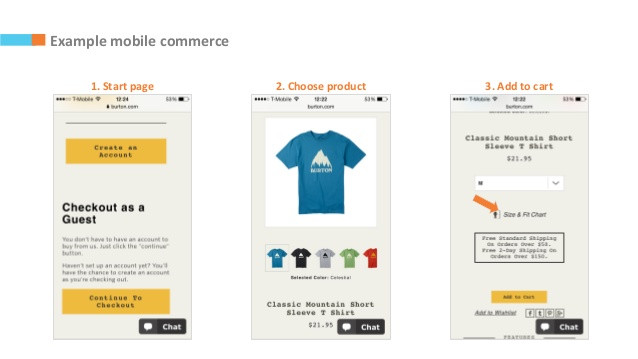 Example mobile commerce
1. Start page
T-Mobile 12:24 53%
burton.com
Create an
Account
Checkout as a
Guest
You don't have to have an account to
buy from us. Just click the "continue"
button.
Haven't set up an account yet? You'll
have the chance to create an account
as you're checking out.
Continue To
Checkout
Chat
2. Choose product
T-Mobile 12:22 53%
burton.com
BURTON
Selected Color: Celestial
Classic Mountain Short
Sleeve T Shirt
$21.95
Chat
3. Add to cart
T-Mobile 12:22 53%
burton.com
Classic Mountain Short
Sleeve T Shirt
$21.95
M
Size & Fit Chart
Free Standard Shipping
On Orders Over $50.
Free 2-Day Shipping On
Orders Over $150.
Add to Cart
Add to Wishlist
Chat
FEATURES